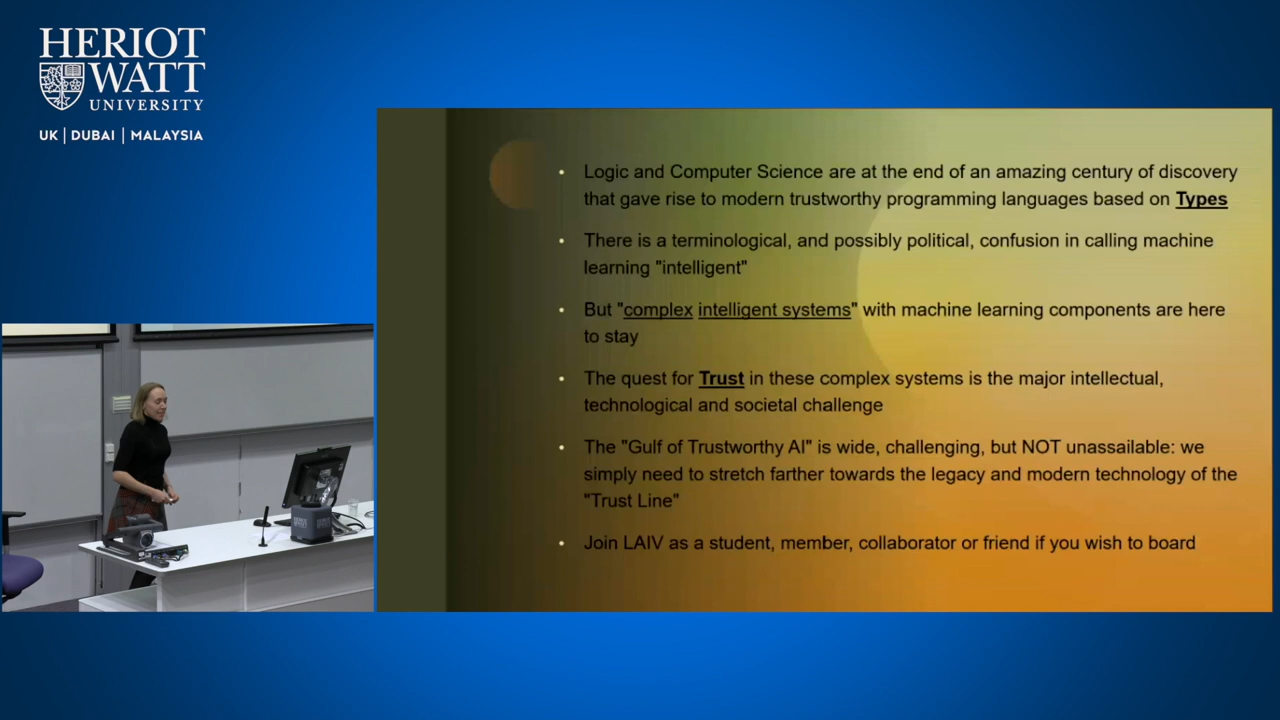 HERIOT
WATT
UNIVERSITY
UK | DUBAI | MALAYSIA
• Logic and Computer Science are at the end of an amazing century of discovery
that gave rise to modern trustworthy programming languages based on Types
• There is a terminological, and possibly political, confusion in calling machine
learning "intelligent"
• But "complex intelligent systems" with machine learning components are here
to stay
• The quest for Trust in these complex systems is the major intellectual,
technological and societal challenge
• The "Gulf of Trustworthy AI" is wide, challenging, but NOT unassailable: we
simply need to stretch farther towards the legacy and modern technology of the
"Trust Line"
• Join LAIV as a student, member, collaborator or friend if you wish to board